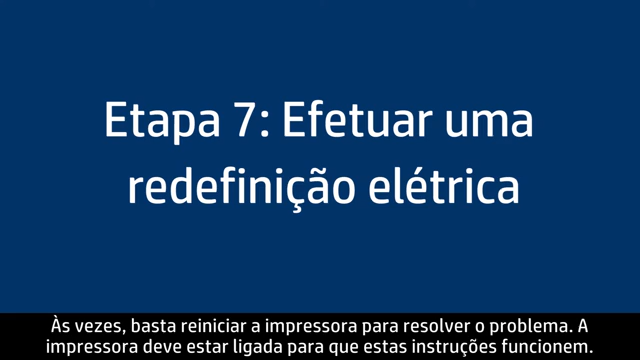 Etapa 7: Efetuar uma
redefinição elétrica
Às vezes, basta reiniciar a impressora para resolver o problema. A
impressora deve estar ligada para que estas instruções funcionem.